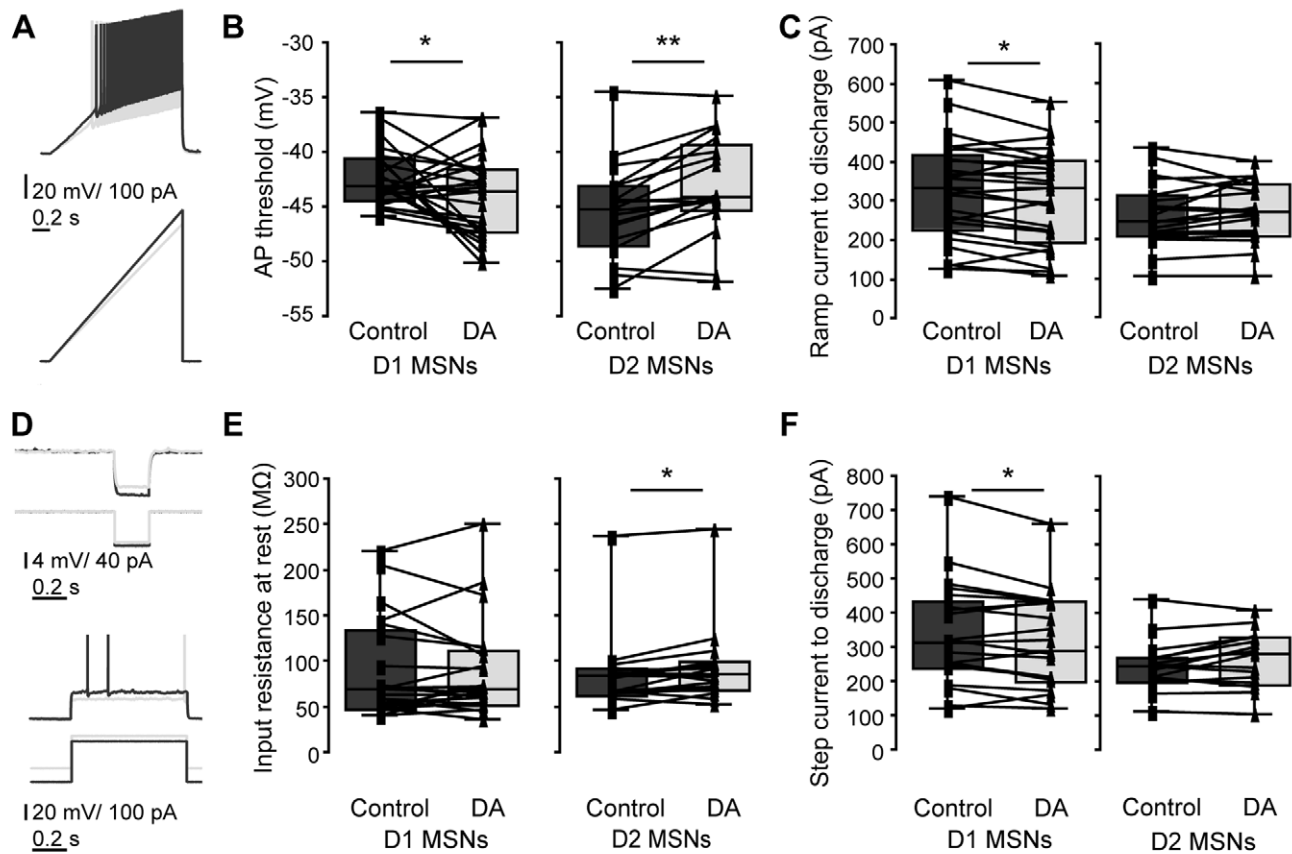 A
20 mV/ 100 pA
0.2 s
B
AP threshold (mV)
-30
-35
-40
-45
-50
-55
*
**
Control DA
D1 MSNs
Control DA
D2 MSNs
C
Ramp current to discharge (pA)
700
600
500
400
300
200
100
0
*
Control DA
D1 MSNs
Control DA
D2 MSNs
D
4 mV/ 40 pA
0.2 s
20 mV/ 100 pA
0.2 s
E
Input resistance at rest (MΩ)
300
250
200
150
100
50
0
*
Control DA
D1 MSNs
Control DA
D2 MSNs
F
Step current to discharge (pA)
800
700
600
500
400
300
200
100
0
*
Control DA
D1 MSNs
Control DA
D2 MSNs